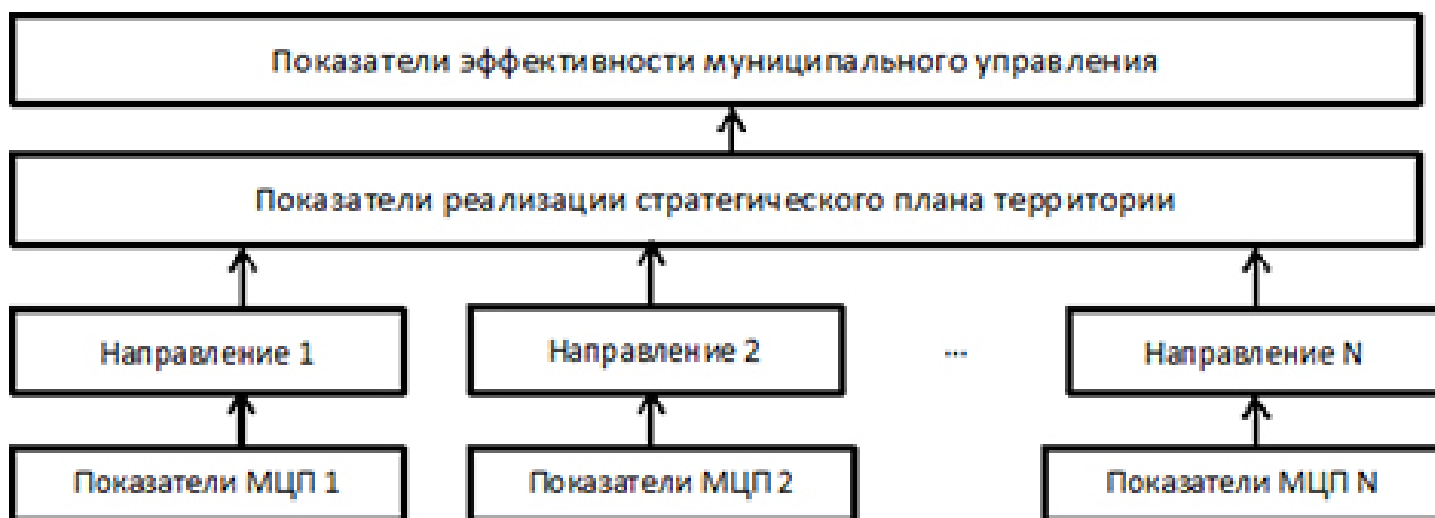 Показатели эффективности муниципального управления
Показатели реализации стратегического плана территории
Направление 1
Направление 2
...
Направление N
Показатели МЦП 1
Показатели МЦП 2
Показатели МЦП N